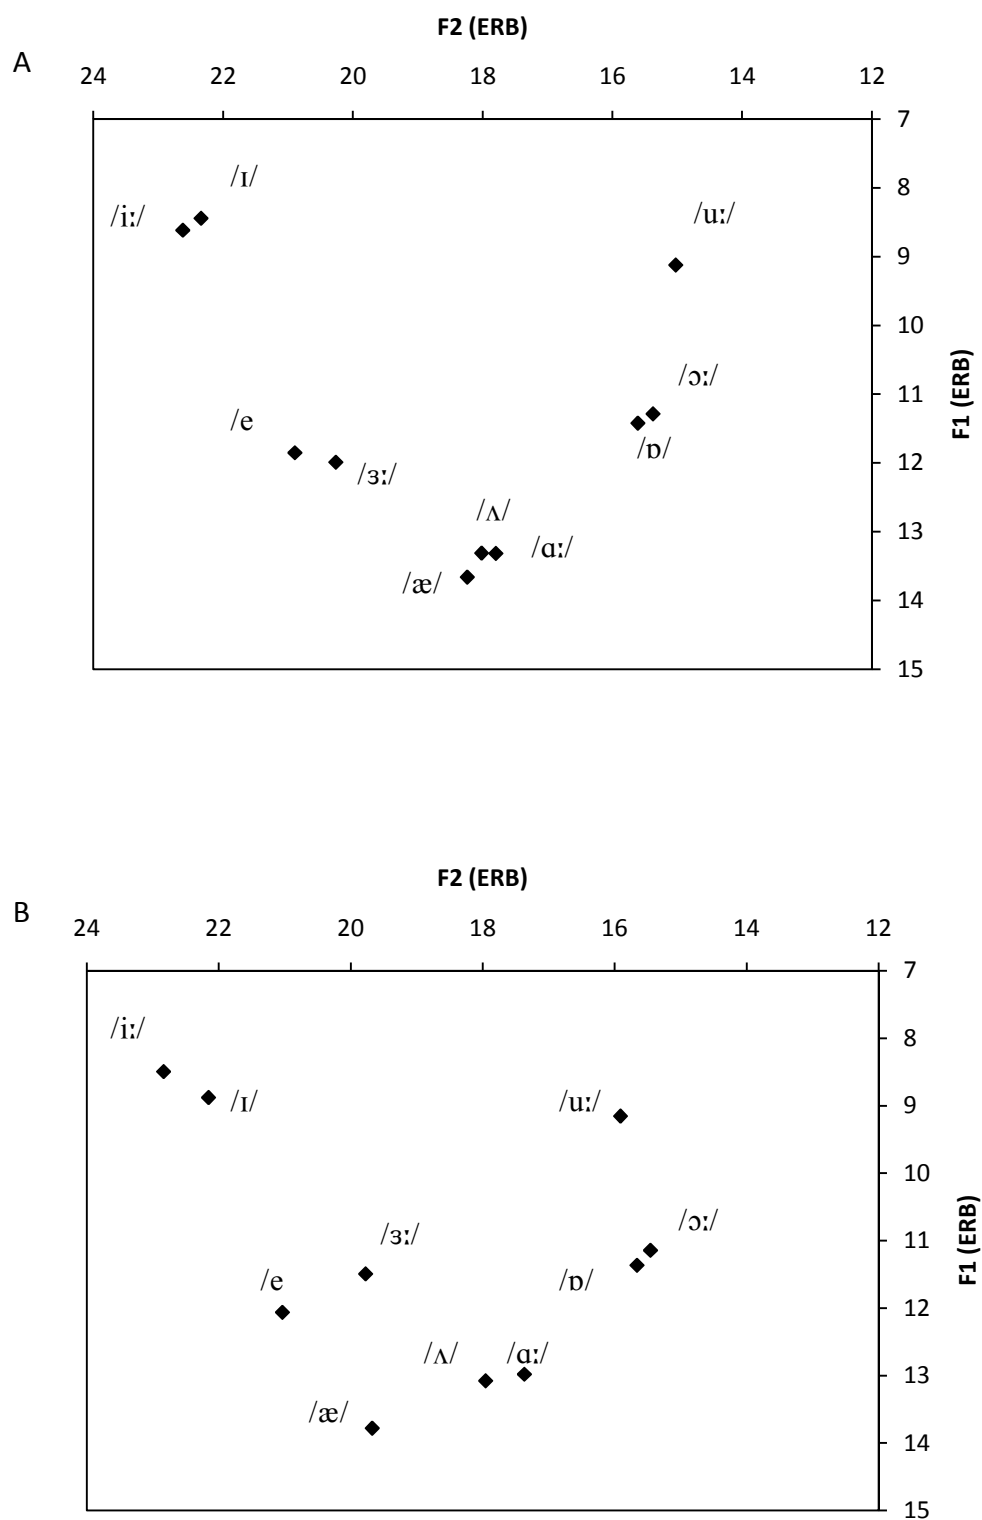 F2 (ERB)
A
24 22 20 18 16 14 12
7
/ɪ/
8
/iː/ /uː/
9
10
/ɔː/
11
/e
/ɒ/
12
/ɜː/
/ʌ/
13
/ɑː/
/æ/
14
15
F1 (ERB)
F2 (ERB)
B
24 22 20 18 16 14 12
7
/iː/
8
/ɪ/ /uː/
9
10
/ɔː/
/ɜː/
11
/e /ɒ/
12
/ʌ/ /ɑː/
13
/æ/
14
15
F1 (ERB)